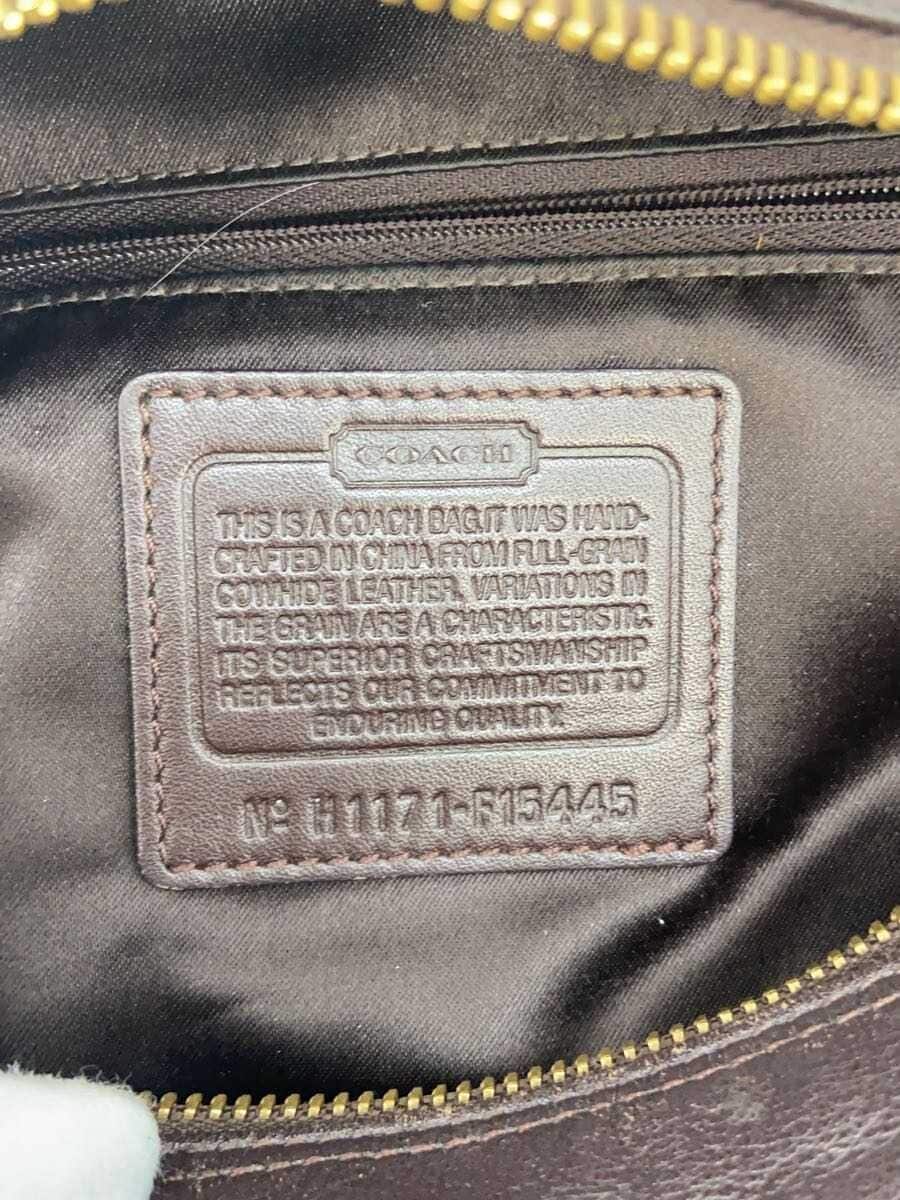 COACH
THIS IS A COACH BAG.IT WAS HAND-
CRAFTED IN CHINA FROM FULL-GRAIN
COWHIDE LEATHER. VARIATIONS IN
THE GRAIN ARE A CHARACTERISTIC.
ITS SUPERIOR CRAFTSMANSHIP
REFLECTS OUR COMMITMENT TO
ENDURING QUALITY.
Nº H1171-F15445